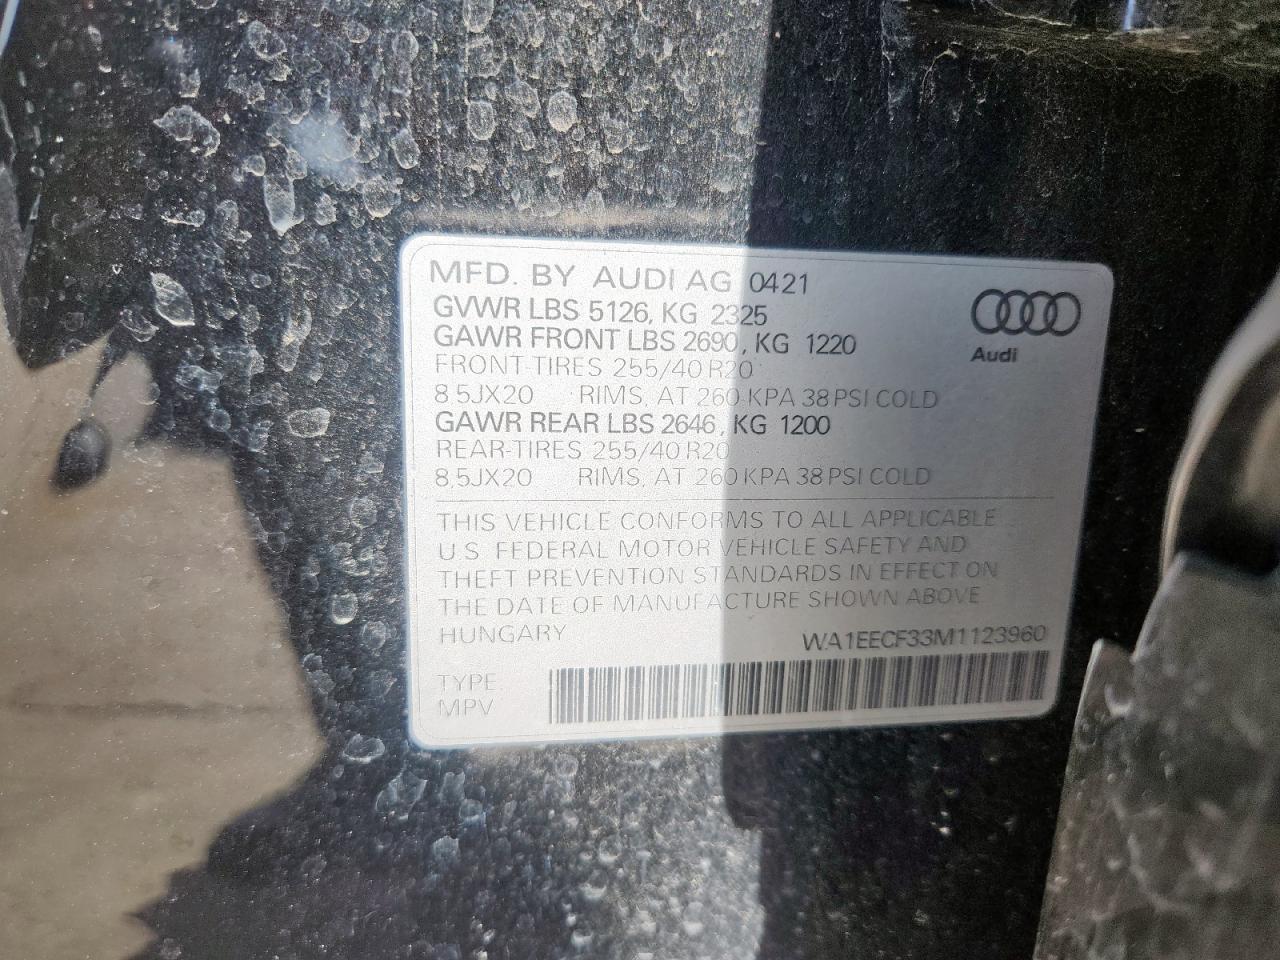 MFD. BY AUDI AG 0421
GVWR LBS 5126, KG 2325
GAWR FRONT LBS 2690, KG 1220
FRONT-TIRES 255/40 R20
8.5JX20 RIMS, AT 260 KPA 38 PSI COLD
GAWR REAR LBS 2646, KG 1200
REAR-TIRES 255/40 R20
8.5JX20 RIMS, AT 260 KPA 38 PSI COLD
Audi
THIS VEHICLE CONFORMS TO ALL APPLICABLE
U.S. FEDERAL MOTOR VEHICLE SAFETY AND
THEFT PREVENTION STANDARDS IN EFFECT ON
THE DATE OF MANUFACTURE SHOWN ABOVE
HUNGARY WA1EECF33M1123960
TYPE:
MPV